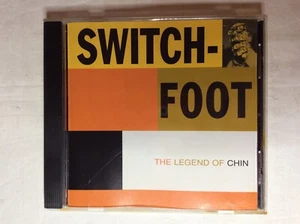 SWITCH-
FOOT
THE LEGEND OF CHIN